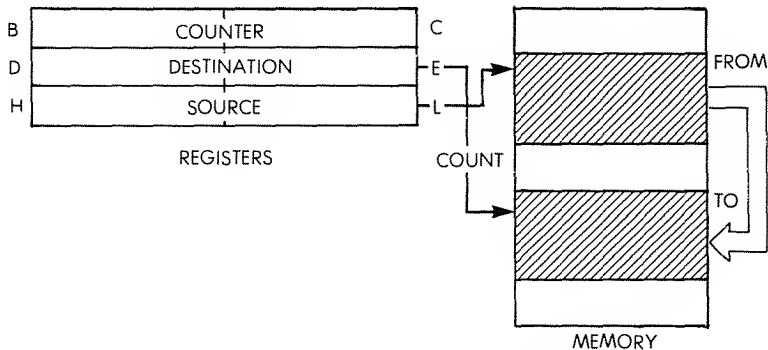 B COUNTER C
D DESTINATION E
H SOURCE L
REGISTERS
COUNT
FROM
TO
MEMORY